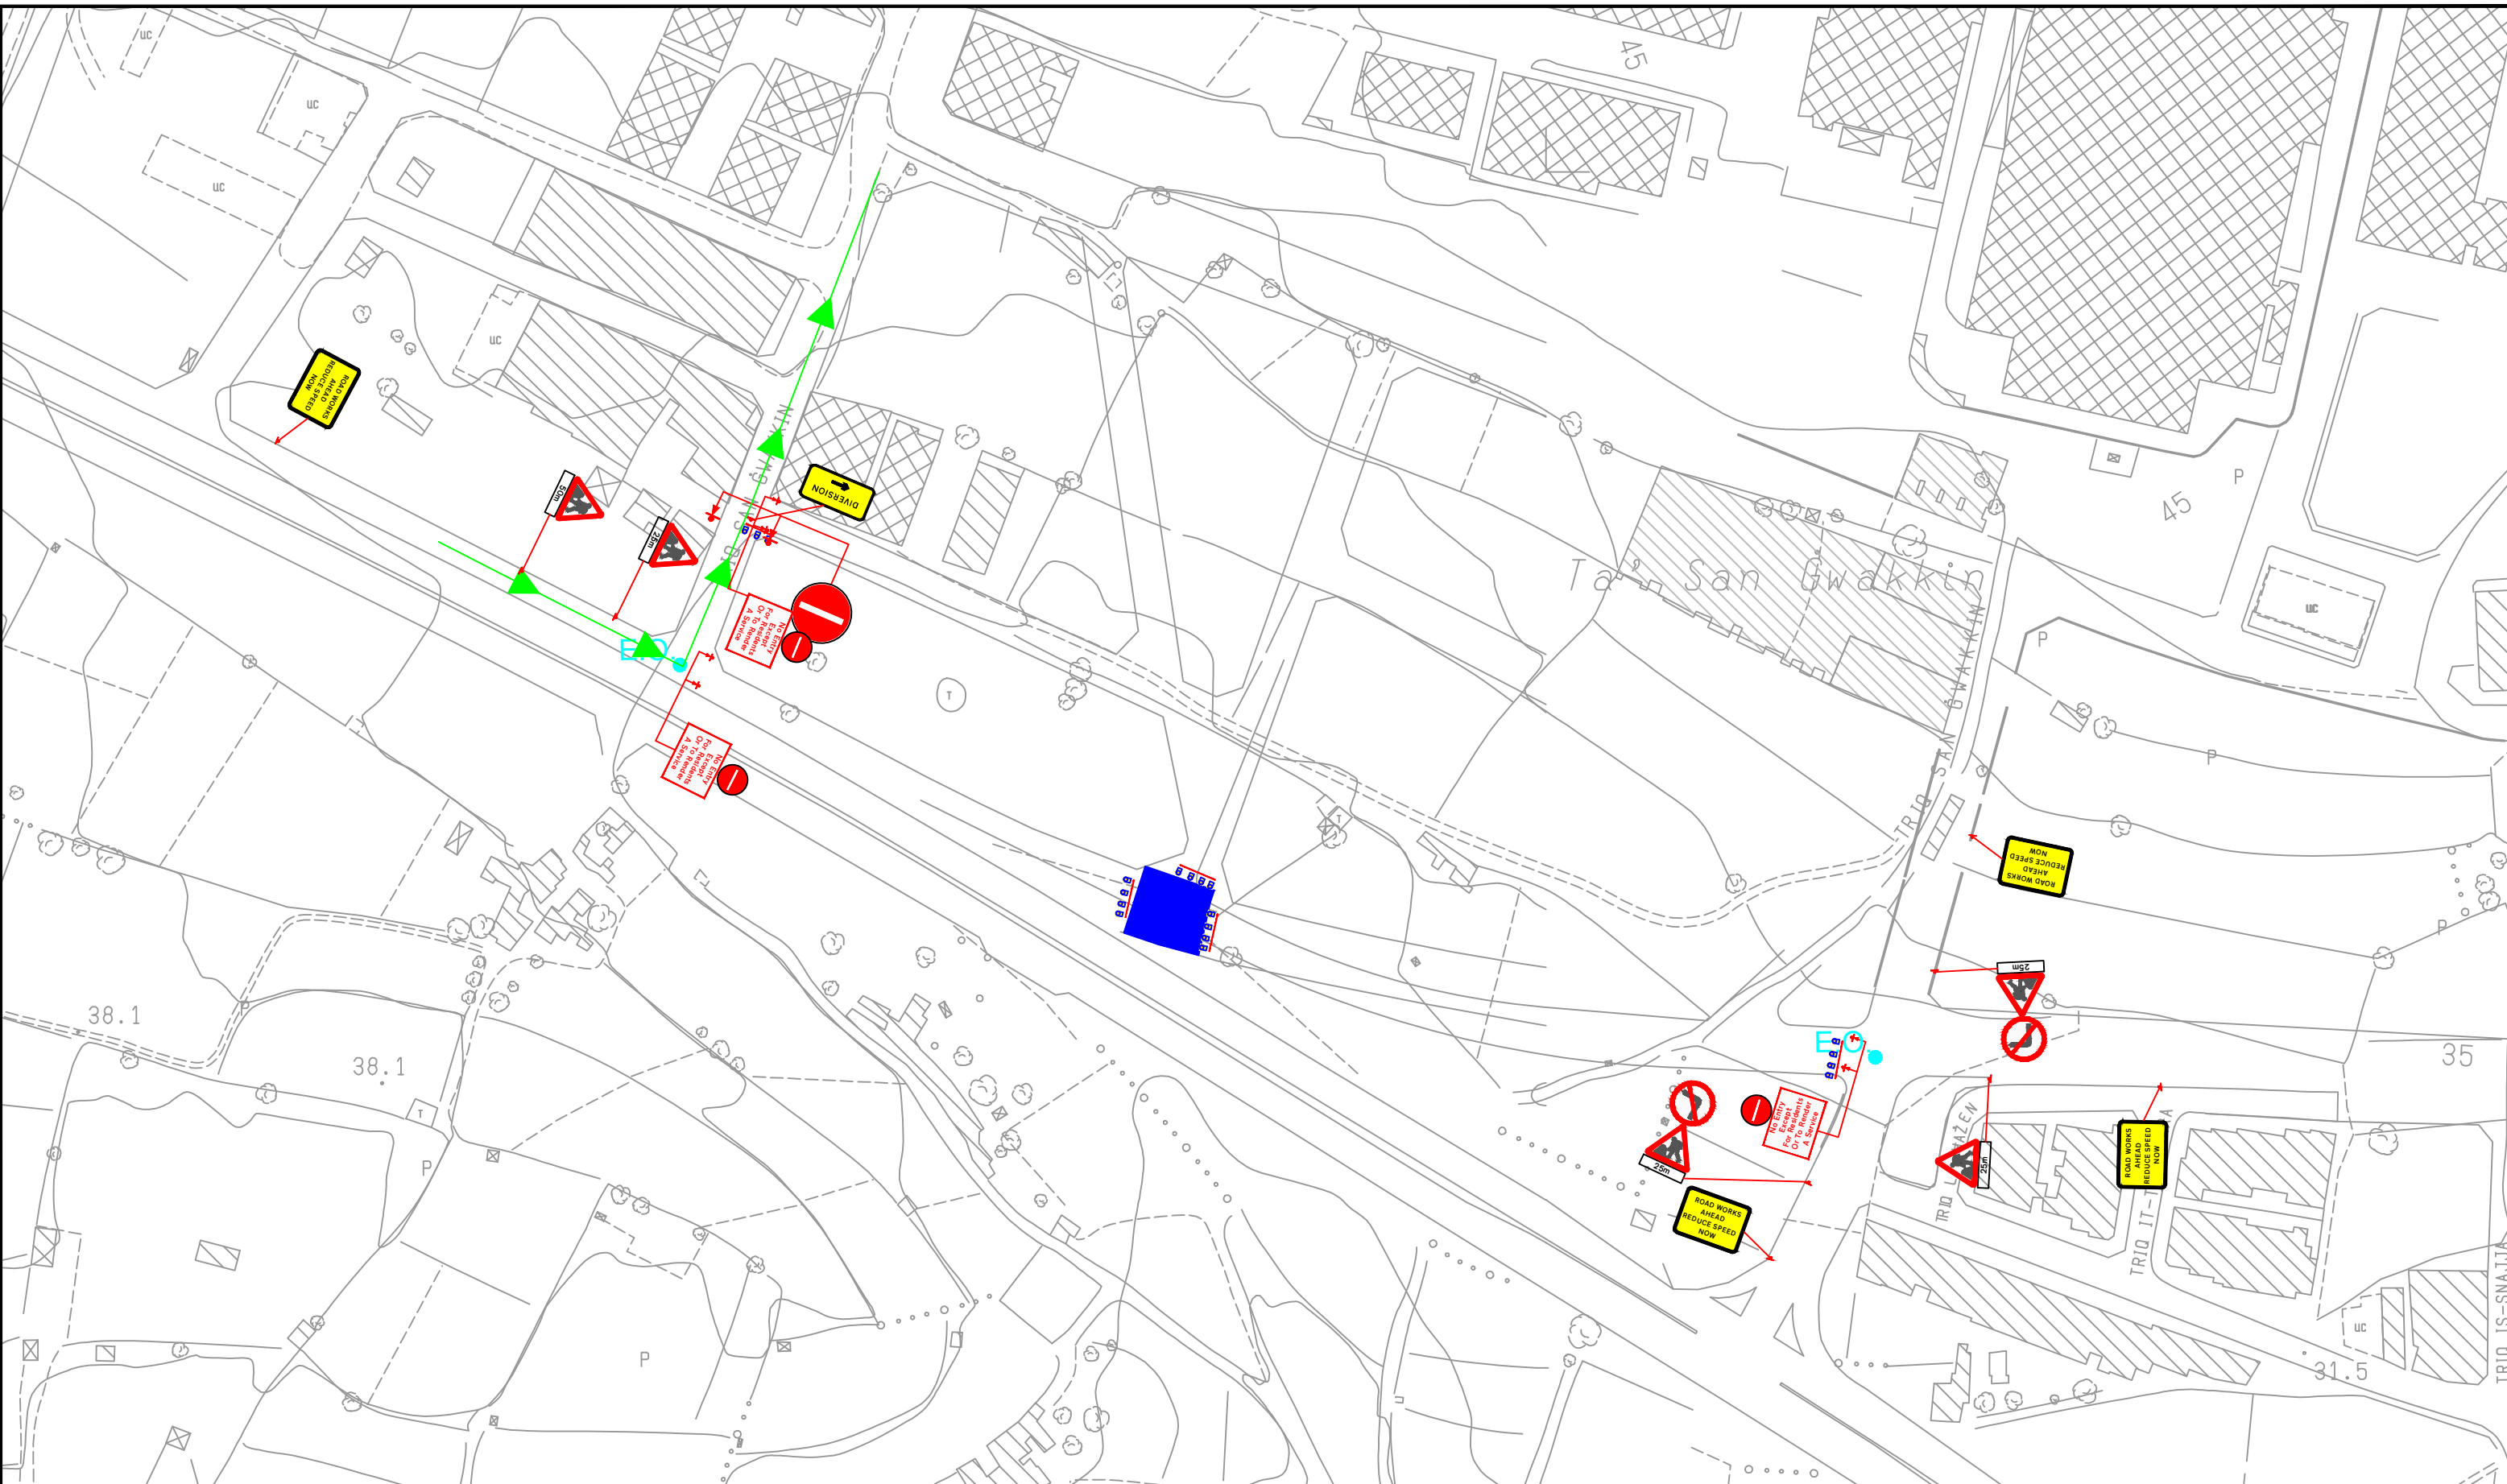 uc
uc
uc
uc
45
ROAD WORKS
AHEAD
REDUCE SPEED
NOW
50m
25m
DIVERSION
No Entry
Except
For Residents
Or To Render
A Service
No Entry
Except
For Residents
Or To Render
A Service
T
Ta' San Gwakkin
TRIQ SAN GWAKKIN
P
45
uc
P
P
ROAD WORKS
AHEAD
REDUCE SPEED
NOW
P
T
25m
35
38.1
38.1
T
P
P
No Entry
Except
For Residents
Or To Render
A Service
25m
ROAD WORKS
AHEAD
REDUCE SPEED
NOW
25m
ROAD WORKS
AHEAD
REDUCE SPEED
NOW
TRIQ IS-SNAJJA
uc
31.5